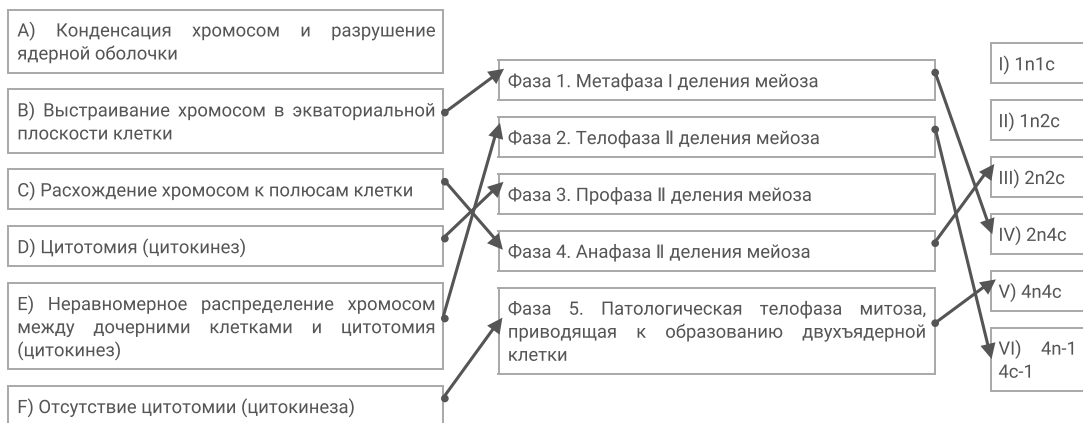 A) Конденсация хромосом и разрушение
ядерной оболочки
B) Выстраивание хромосом в экваториальной
плоскости клетки
C) Расхождение хромосом к полюсам клетки
D) Цитотомия (цитокинез)
E) Неравномерное распределение хромосом
между дочерними клетками и цитотомия
(цитокинез)
F) Отсутствие цитотомии (цитокинеза)
Фаза 1. Метафаза I деления мейоза
Фаза 2. Телофаза II деления мейоза
Фаза 3. Профаза II деления мейоза
Фаза 4. Анафаза II деления мейоза
Фаза 5. Патологическая телофаза митоза,
приводящая к образованию двухъядерной
клетки
I) 1n1c
II) 1n2c
III) 2n2c
IV) 2n4c
V) 4n4c
VI) 4n-1
4c-1